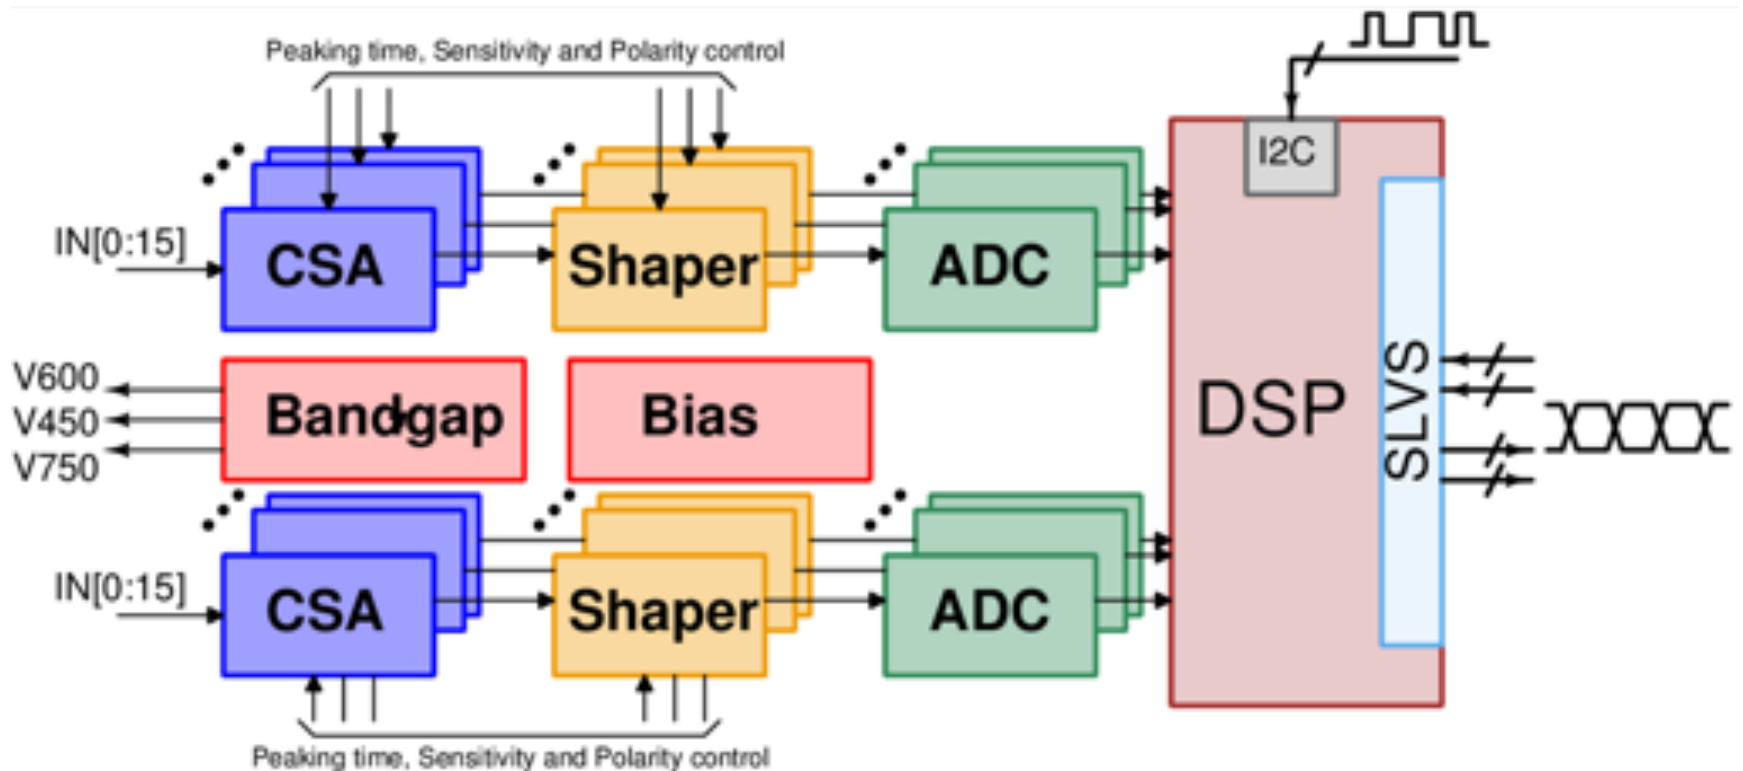 Peaking time, Sensitivity and Polarity control
I2C
IN[0:15]
CSA
Shaper
ADC
V600
V450
V750
Bandgap
Bias
DSP
SLVS
IN[0:15]
CSA
Shaper
ADC
Peaking time, Sensitivity and Polarity control